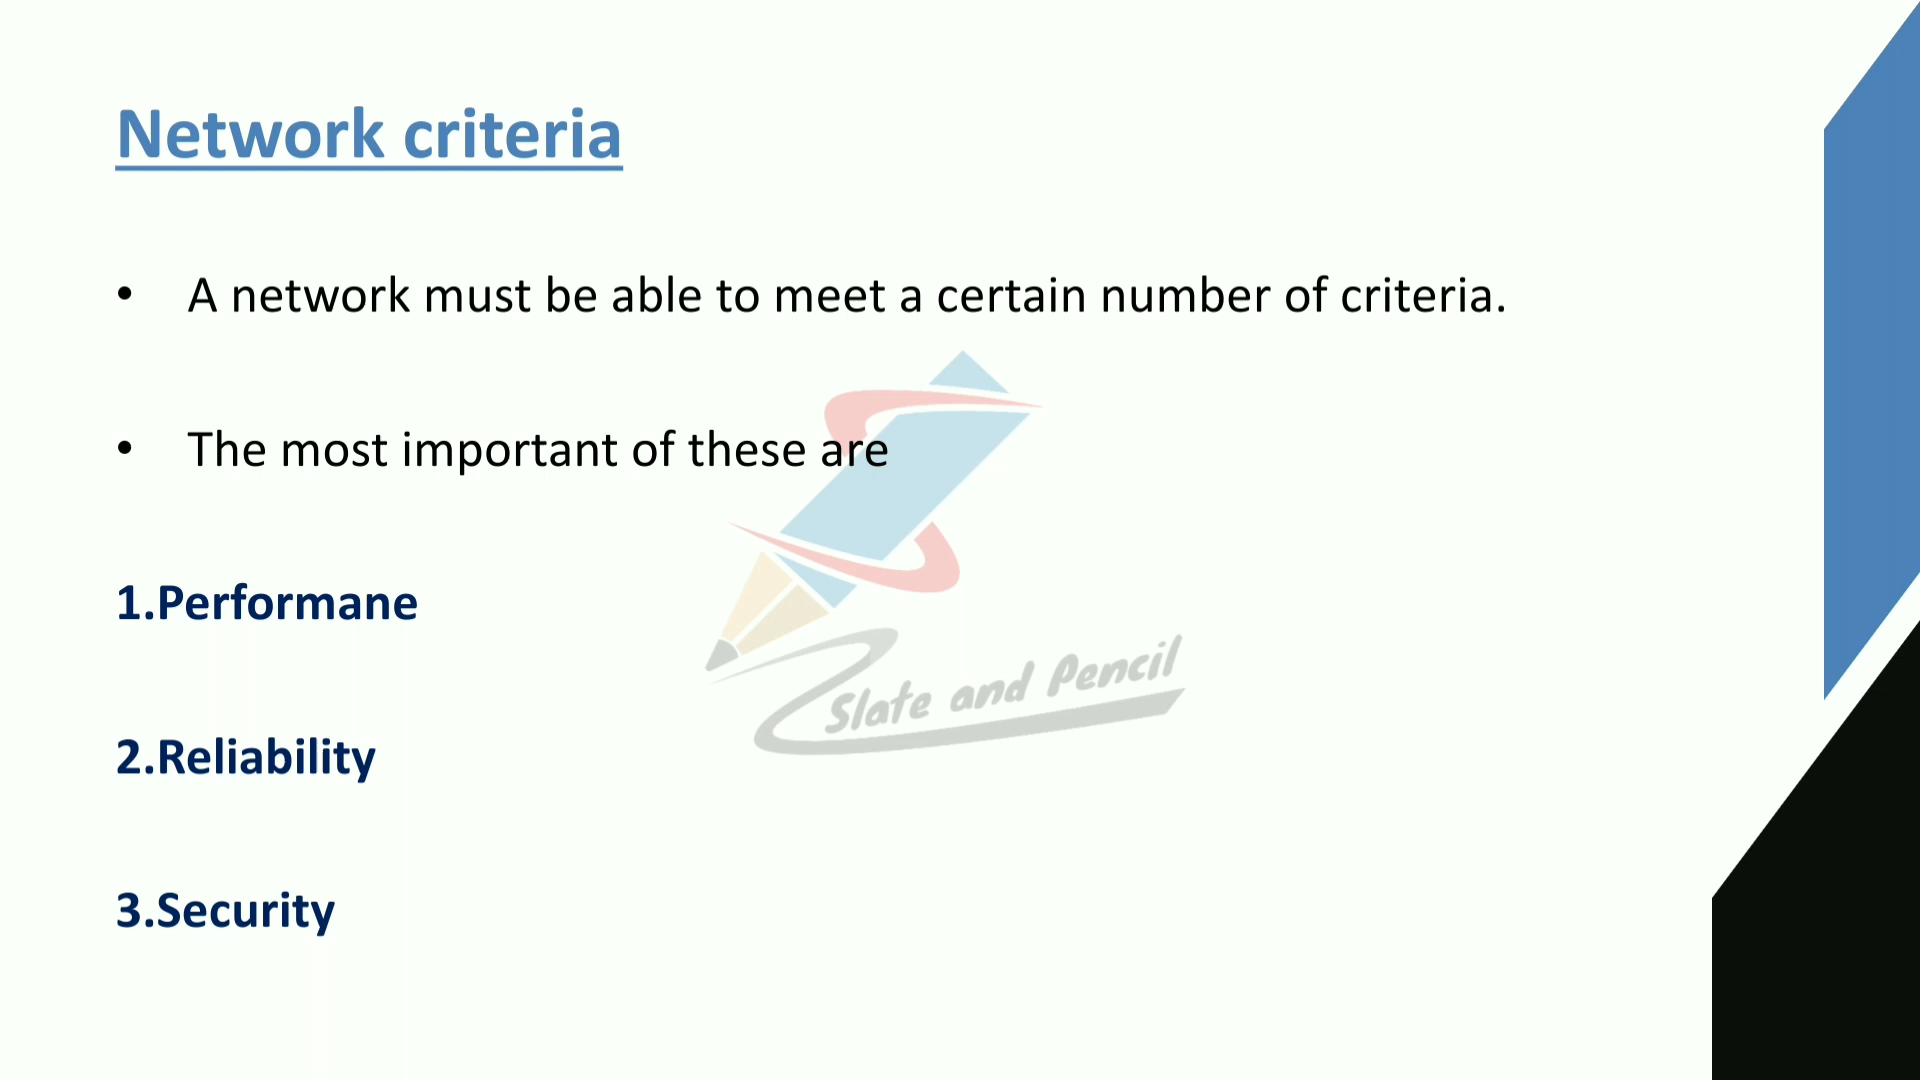 Network criteria
• A network must be able to meet a certain number of criteria.
• The most important of these are
1.Performane
Slate and Pencil
2.Reliability
3.Security